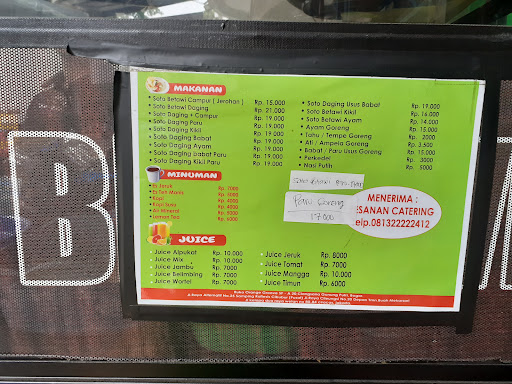 B
MAKANAN
• Soto Betawi Campur [ Jerohan ] Rp. 15.000
• Soto Betawi Daging Rp. 21.000
• Soto Daging + Campur Rp. 19.000
• Soto Daging Paru Rp. 19.000
• Soto Daging Kikil Rp. 19.000
• Soto Daging Babat Rp. 19.000
• Soto Daging Ayam Rp. 19.000
• Soto Daging babat Paru Rp. 19.000
• Soto Daging Kikil Paru Rp. 19.000
• Soto Daging Usus Babat Rp. 19.000
• Soto Betawi Kikil Rp. 16.000
• Soto Betawi Ayam Rp. 14.000
• Ayam Goreng Rp. 15.000
• Tahu / Tempe Goreng Rp. 2000
• Ati / Ampela Goreng Rp. 3.500
• Babat / Paru Usus Goreng Rp. 15.000
• Perkedel Rp. 3000
• Nasi Putih Rp. 5000
MINUMAN
Es Jeruk Rp. 7000
Es Teh Manis Rp. 4000
Kopi Rp. 4000
Kopi Susu Rp. 5000
Air Mineral Rp. 4000
Lemon Tea Rp. 6000
Paru Goreng
17.000
MENERIMA :
ESANAN CATERING
elp.081322222412
JUICE
• Juice Alpukat Rp. 10.000
• Juice Mix Rp. 10.000
• Juice Jambu Rp. 7000
• Juice Belimbing Rp. 7000
• Juice Wortel Rp. 7000
• Juice Jeruk Rp. 8000
• Juice Tomat Rp. 7000
• Juice Mangga Rp. 10.000
• Juice Timun Rp. 6000